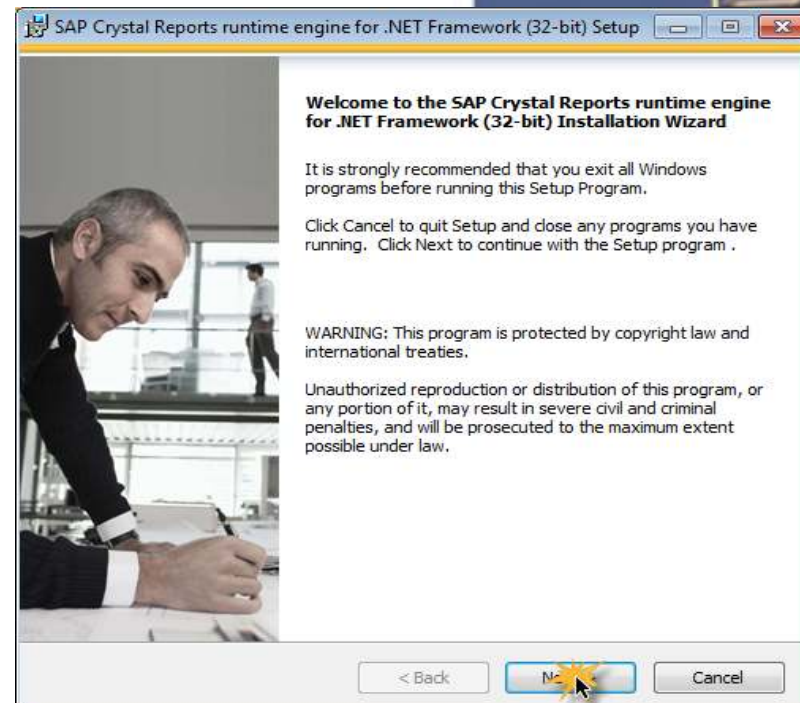 SAP Crystal Reports runtime engine for .NET Framework (32-bit) Setup
Welcome to the SAP Crystal Reports runtime engine
for .NET Framework (32-bit) Installation Wizard
It is strongly recommended that you exit all Windows
programs before running this Setup Program.
Click Cancel to quit Setup and close any programs you have
running.  Click Next to continue with the Setup program .
WARNING: This program is protected by copyright law and
international treaties.
Unauthorized reproduction or distribution of this program, or
any portion of it, may result in severe civil and criminal
penalties, and will be prosecuted to the maximum extent
possible under law.
< Back
Cancel